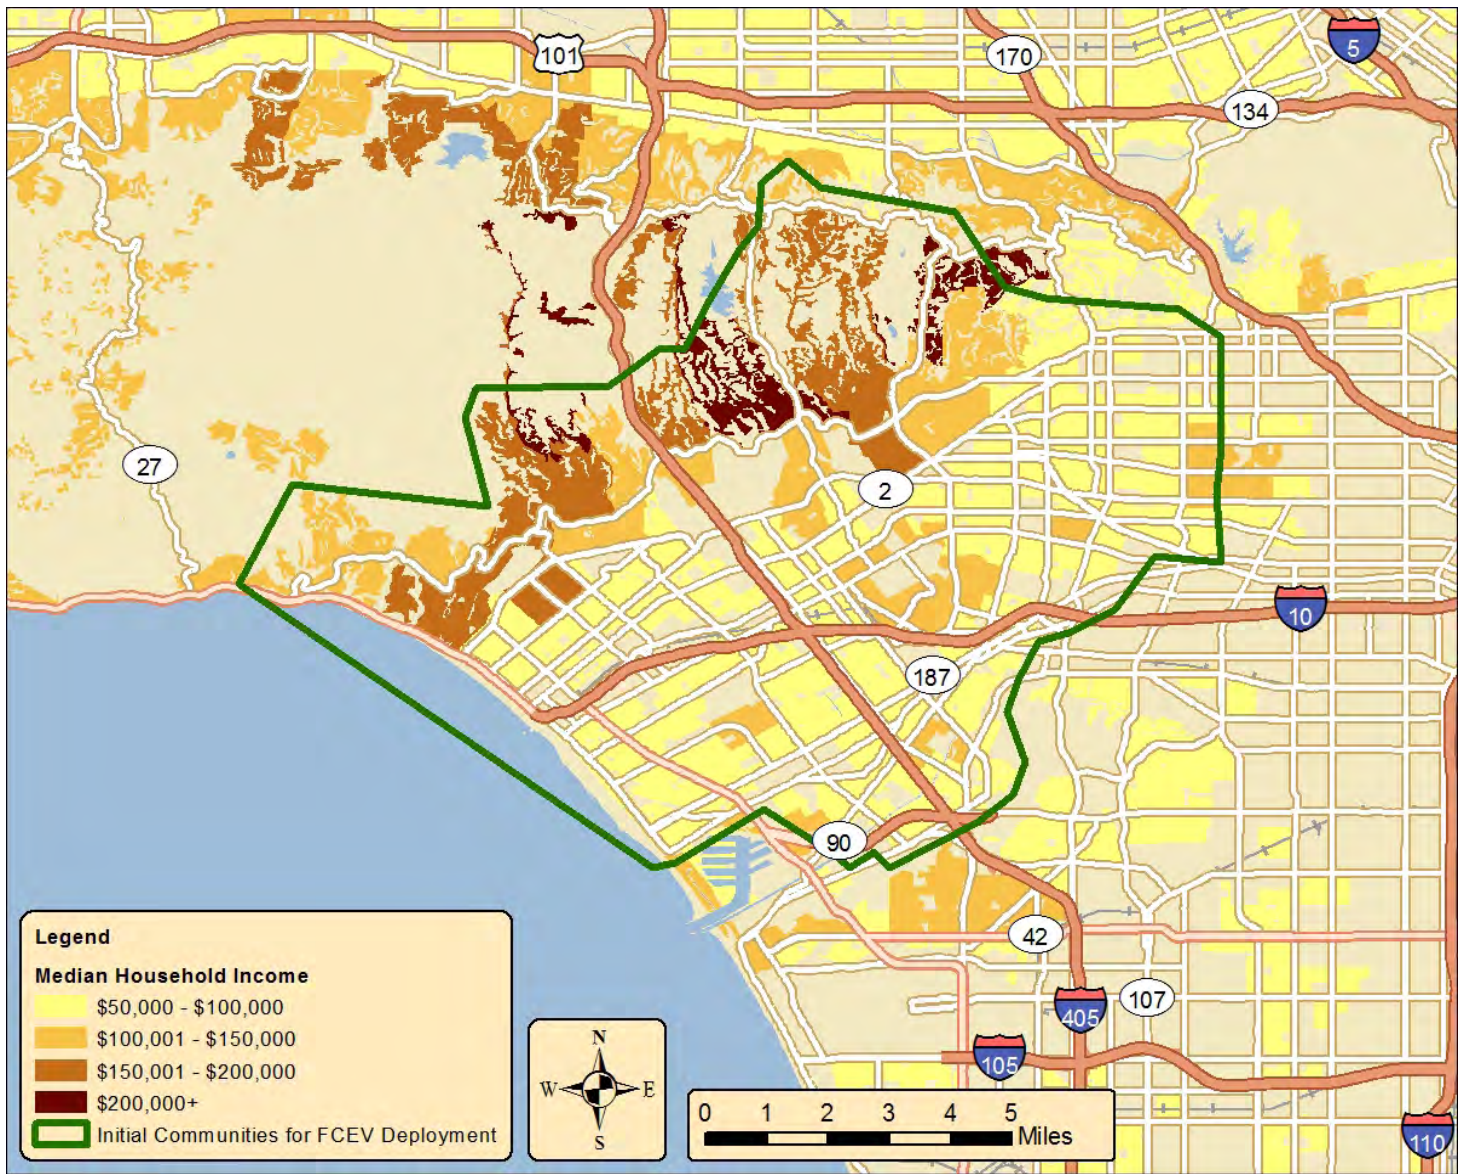 101
170
5
134
27
2
10
187
90
42
405
107
105
110
Legend
Median Household Income
$50,000 - $100,000
$100,001 - $150,000
$150,001 - $200,000
$200,000+
Initial Communities for FCEV Deployment
N
W E
S
0 1 2 3 4 5
Miles